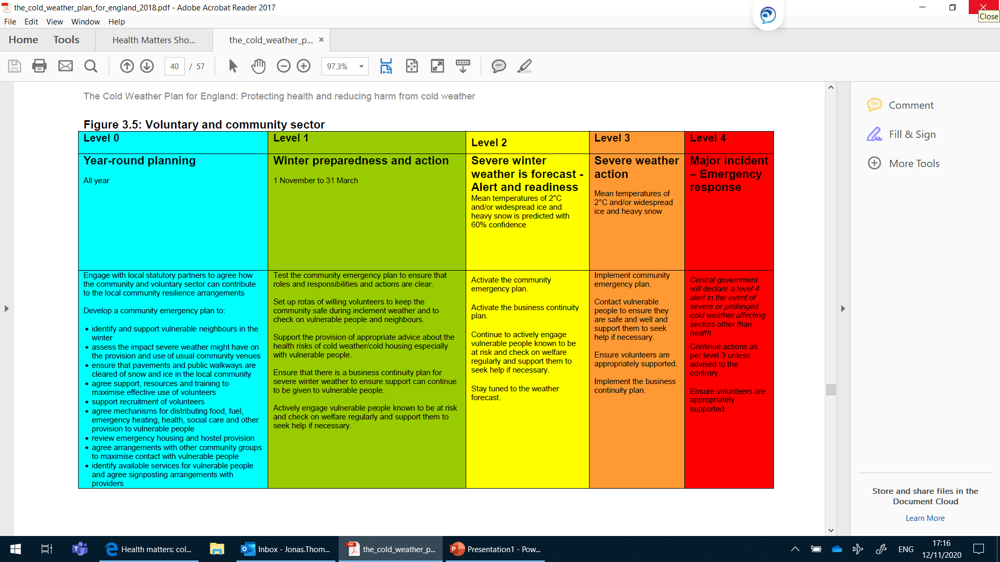 the_cold_weather_plan_for_england_2018.pdf - Adobe Acrobat Reader 2017
Close
File Edit View Window Help
Home Tools Health Matters Sho... the_cold_weather_p... ×
40 / 57 97.3%
The Cold Weather Plan for England: Protecting health and reducing harm from cold weather
Figure 3.5: Voluntary and community sector
Level 0
Year-round planning
All year
Engage with local statutory partners to agree how
the community and voluntary sector can contribute
to the local community resilience arrangements
Develop a community emergency plan to:
• identify and support vulnerable neighbours in the
winter
• assess the impact severe weather might have on
the provision and use of usual community venues
• ensure that pavements and public walkways are
cleared of snow and ice in the local community
• agree support, resources and training to
maximise effective use of volunteers
• support recruitment of volunteers
• agree mechanisms for distributing food, fuel,
emergency heating, health, social care and other
provision to vulnerable people
• review emergency housing and hostel provision
• agree arrangements with other community groups
to maximise contact with vulnerable people
• identify available services for vulnerable people
and agree signposting arrangements with
providers
Level 1
Winter preparedness and action
1 November to 31 March
Test the community emergency plan to ensure that
roles and responsibilities and actions are clear.
Set up rotas of willing volunteers to keep the
community safe during inclement weather and to
check on vulnerable people and neighbours.
Support the provision of appropriate advice about the
health risks of cold weather/cold housing especially
with vulnerable people.
Ensure that there is a business continuity plan for
severe winter weather to ensure support can continue
to be given to vulnerable people.
Actively engage vulnerable people known to be at risk
and check on welfare regularly and support them to
seek help if necessary.
Level 2
Severe winter
weather is forecast -
Alert and readiness
Mean temperatures of 2°C
and/or widespread ice and
heavy snow is predicted with
60% confidence
Activate the community
emergency plan.
Activate the business continuity
plan.
Continue to actively engage
vulnerable people known to be
at risk and check on welfare
regularly and support them to
seek help if necessary.
Stay tuned to the weather
forecast.
Level 3
Severe weather
action
Mean temperatures of
2°C and/or widespread
ice and heavy snow
Implement community
emergency plan.
Contact vulnerable
people to ensure they
are safe and well and
support them to seek
help if necessary.
Ensure volunteers are
appropriately supported.
Implement the business
continuity plan.
Level 4
Major incident
– Emergency
response
Central government
will declare a level 4
alert in the event of
severe or prolonged
cold weather affecting
sectors other than
health.
Continue actions as
per level 3 unless
advised to the
contrary.
Ensure volunteers are
appropriately
supported.
Comment
Fill & Sign
More Tools
Store and share files in the
Document Cloud
Learn More
Health matters: col... Inbox - Jonas.Thom... the_cold_weather_p... Presentation1 - Pow... ENG
17:16
12/11/2020